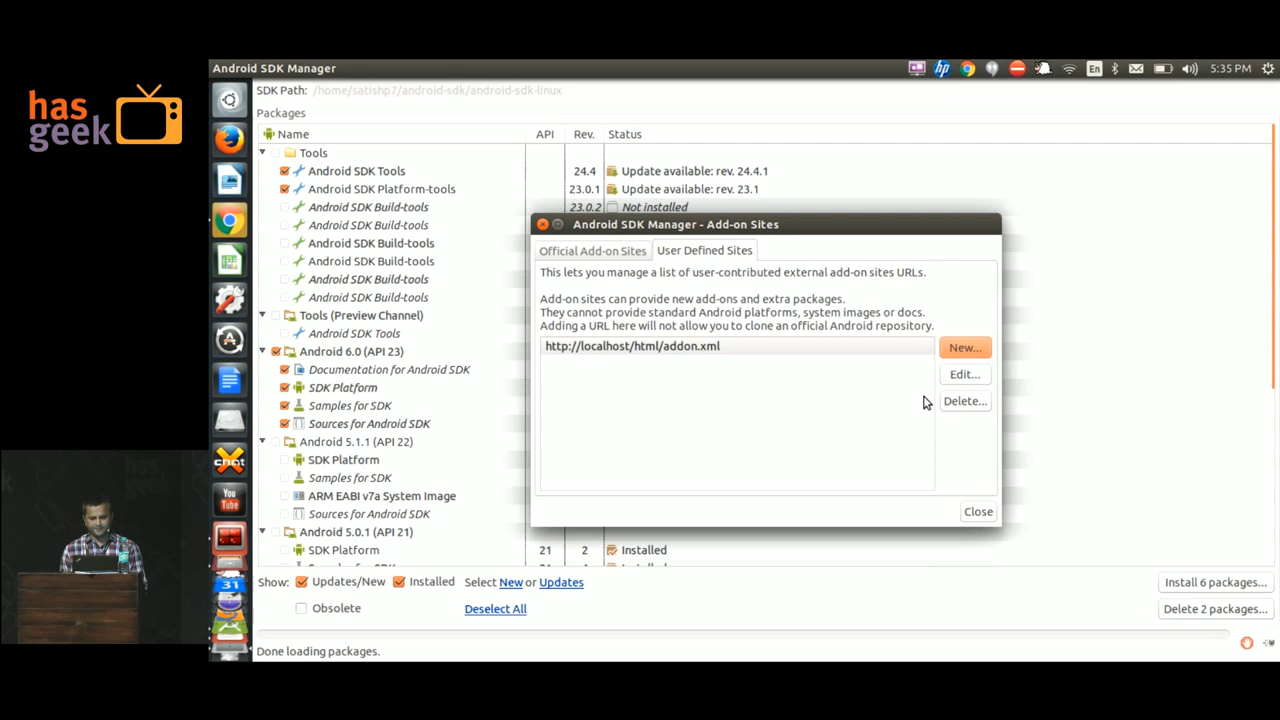 Android SDK Manager
En
5:35 PM
has
geek
SDK Path: /home/satishp7/android-sdk/android-sdk-linux
Packages
Name API Rev. Status
Tools
Android SDK Tools 24.4 Update available: rev. 24.4.1
Android SDK Platform-tools 23.0.1 Update available: rev. 23.1
Android SDK Build-tools 23.0.2 Not installed
Android SDK Build-tools
Android SDK Build-tools
Android SDK Build-tools
Android SDK Build-tools
Android SDK Build-tools
Tools (Preview Channel)
Android SDK Tools
Android 6.0 (API 23)
Documentation for Android SDK
SDK Platform
Samples for SDK
Sources for Android SDK
Android 5.1.1 (API 22)
SDK Platform
Samples for SDK
ARM EABI v7a System Image
Sources for Android SDK
Android 5.0.1 (API 21)
SDK Platform 21 2 Installed
Android SDK Manager - Add-on Sites
Official Add-on Sites User Defined Sites
This lets you manage a list of user-contributed external add-on sites URLs.
Add-on sites can provide new add-ons and extra packages.
They cannot provide standard Android platforms, system images or docs.
Adding a URL here will not allow you to clone an official Android repository.
http://localhost/html/addon.xml
New...
Edit...
Delete...
Close
Show: Updates/New Installed Select New or Updates Install 6 packages...
Obsolete Deselect All Delete 2 packages...
Done loading packages.
hp
xchat
You
Tube
31
has
geek